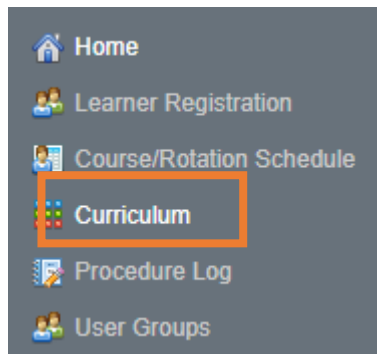 Home
Learner Registration
Course/Rotation Schedule
Curriculum
Procedure Log
User Groups